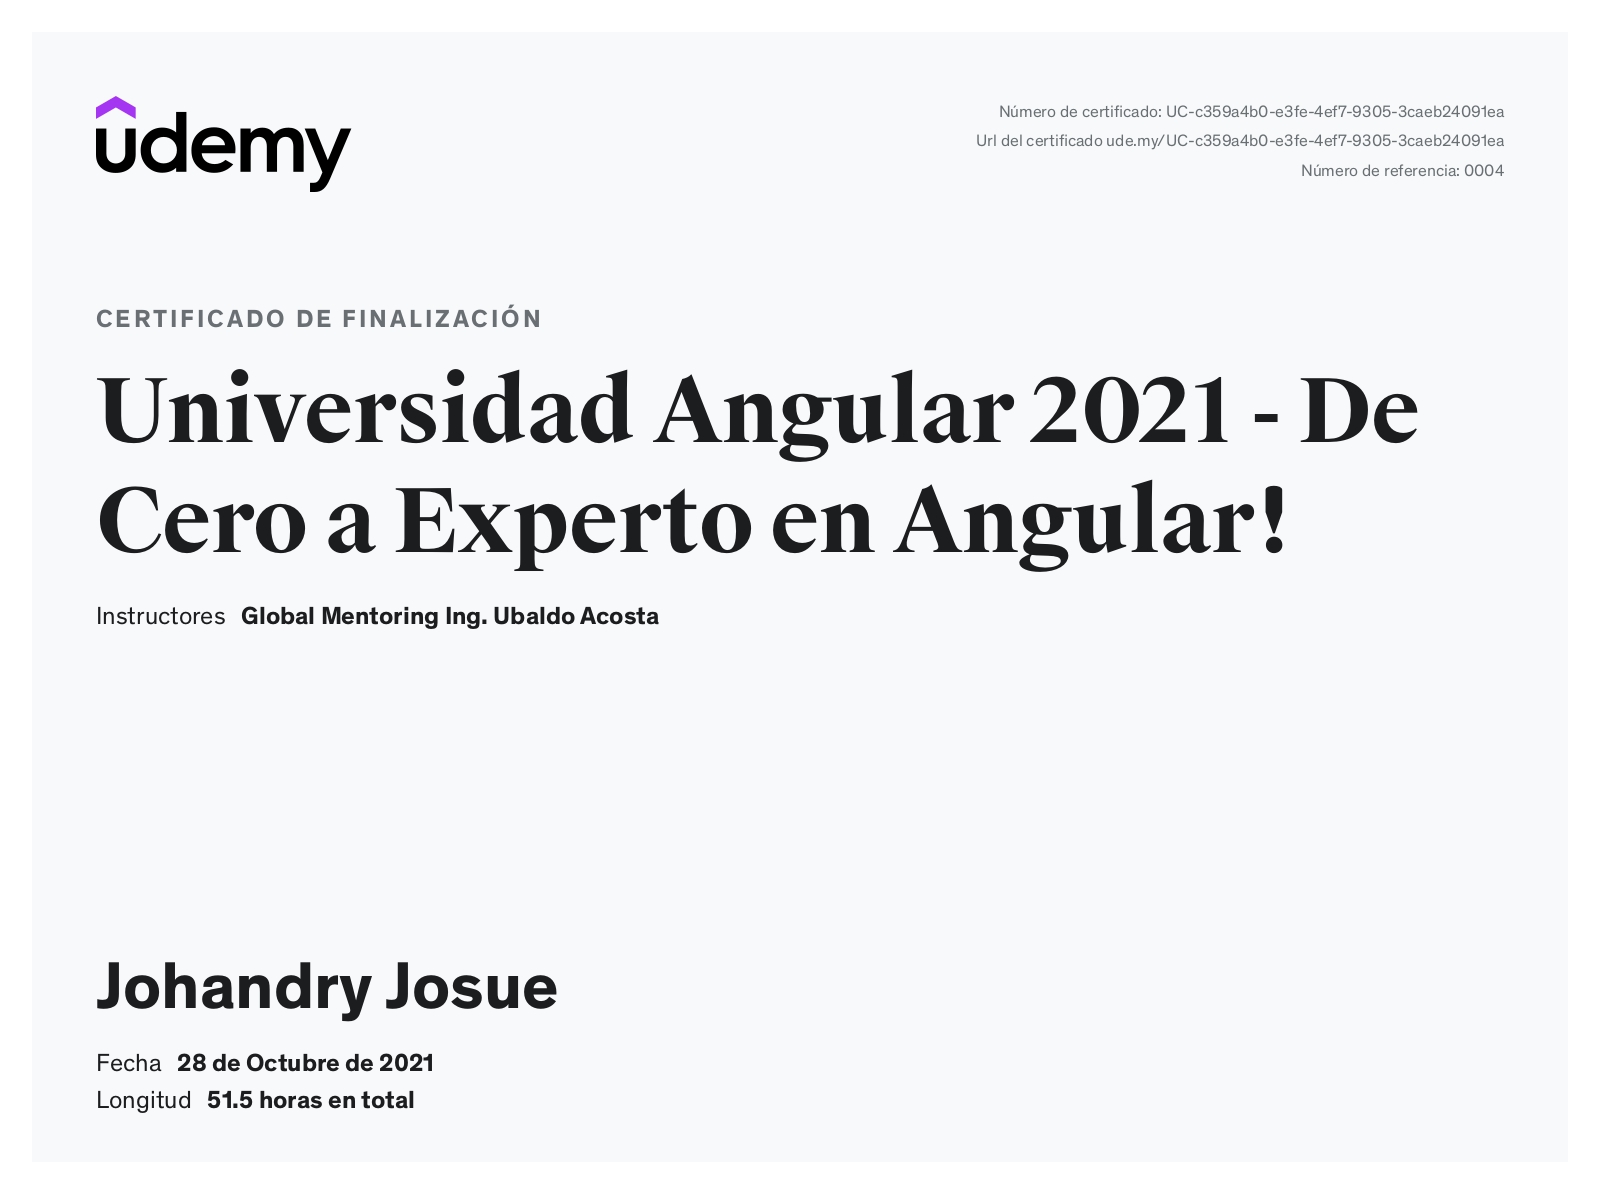 udemy
Número de certificado: UC-c359a4b0-e3fe-4ef7-9305-3caeb24091ea
Url del certificado ude.my/UC-c359a4b0-e3fe-4ef7-9305-3caeb24091ea
Número de referencia: 0004
CERTIFICADO DE FINALIZACIÓN
Universidad Angular 2021 - De
Cero a Experto en Angular!
Instructores Global Mentoring Ing. Ubaldo Acosta
Johandry Josue
Fecha 28 de Octubre de 2021
Longitud 51.5 horas en total